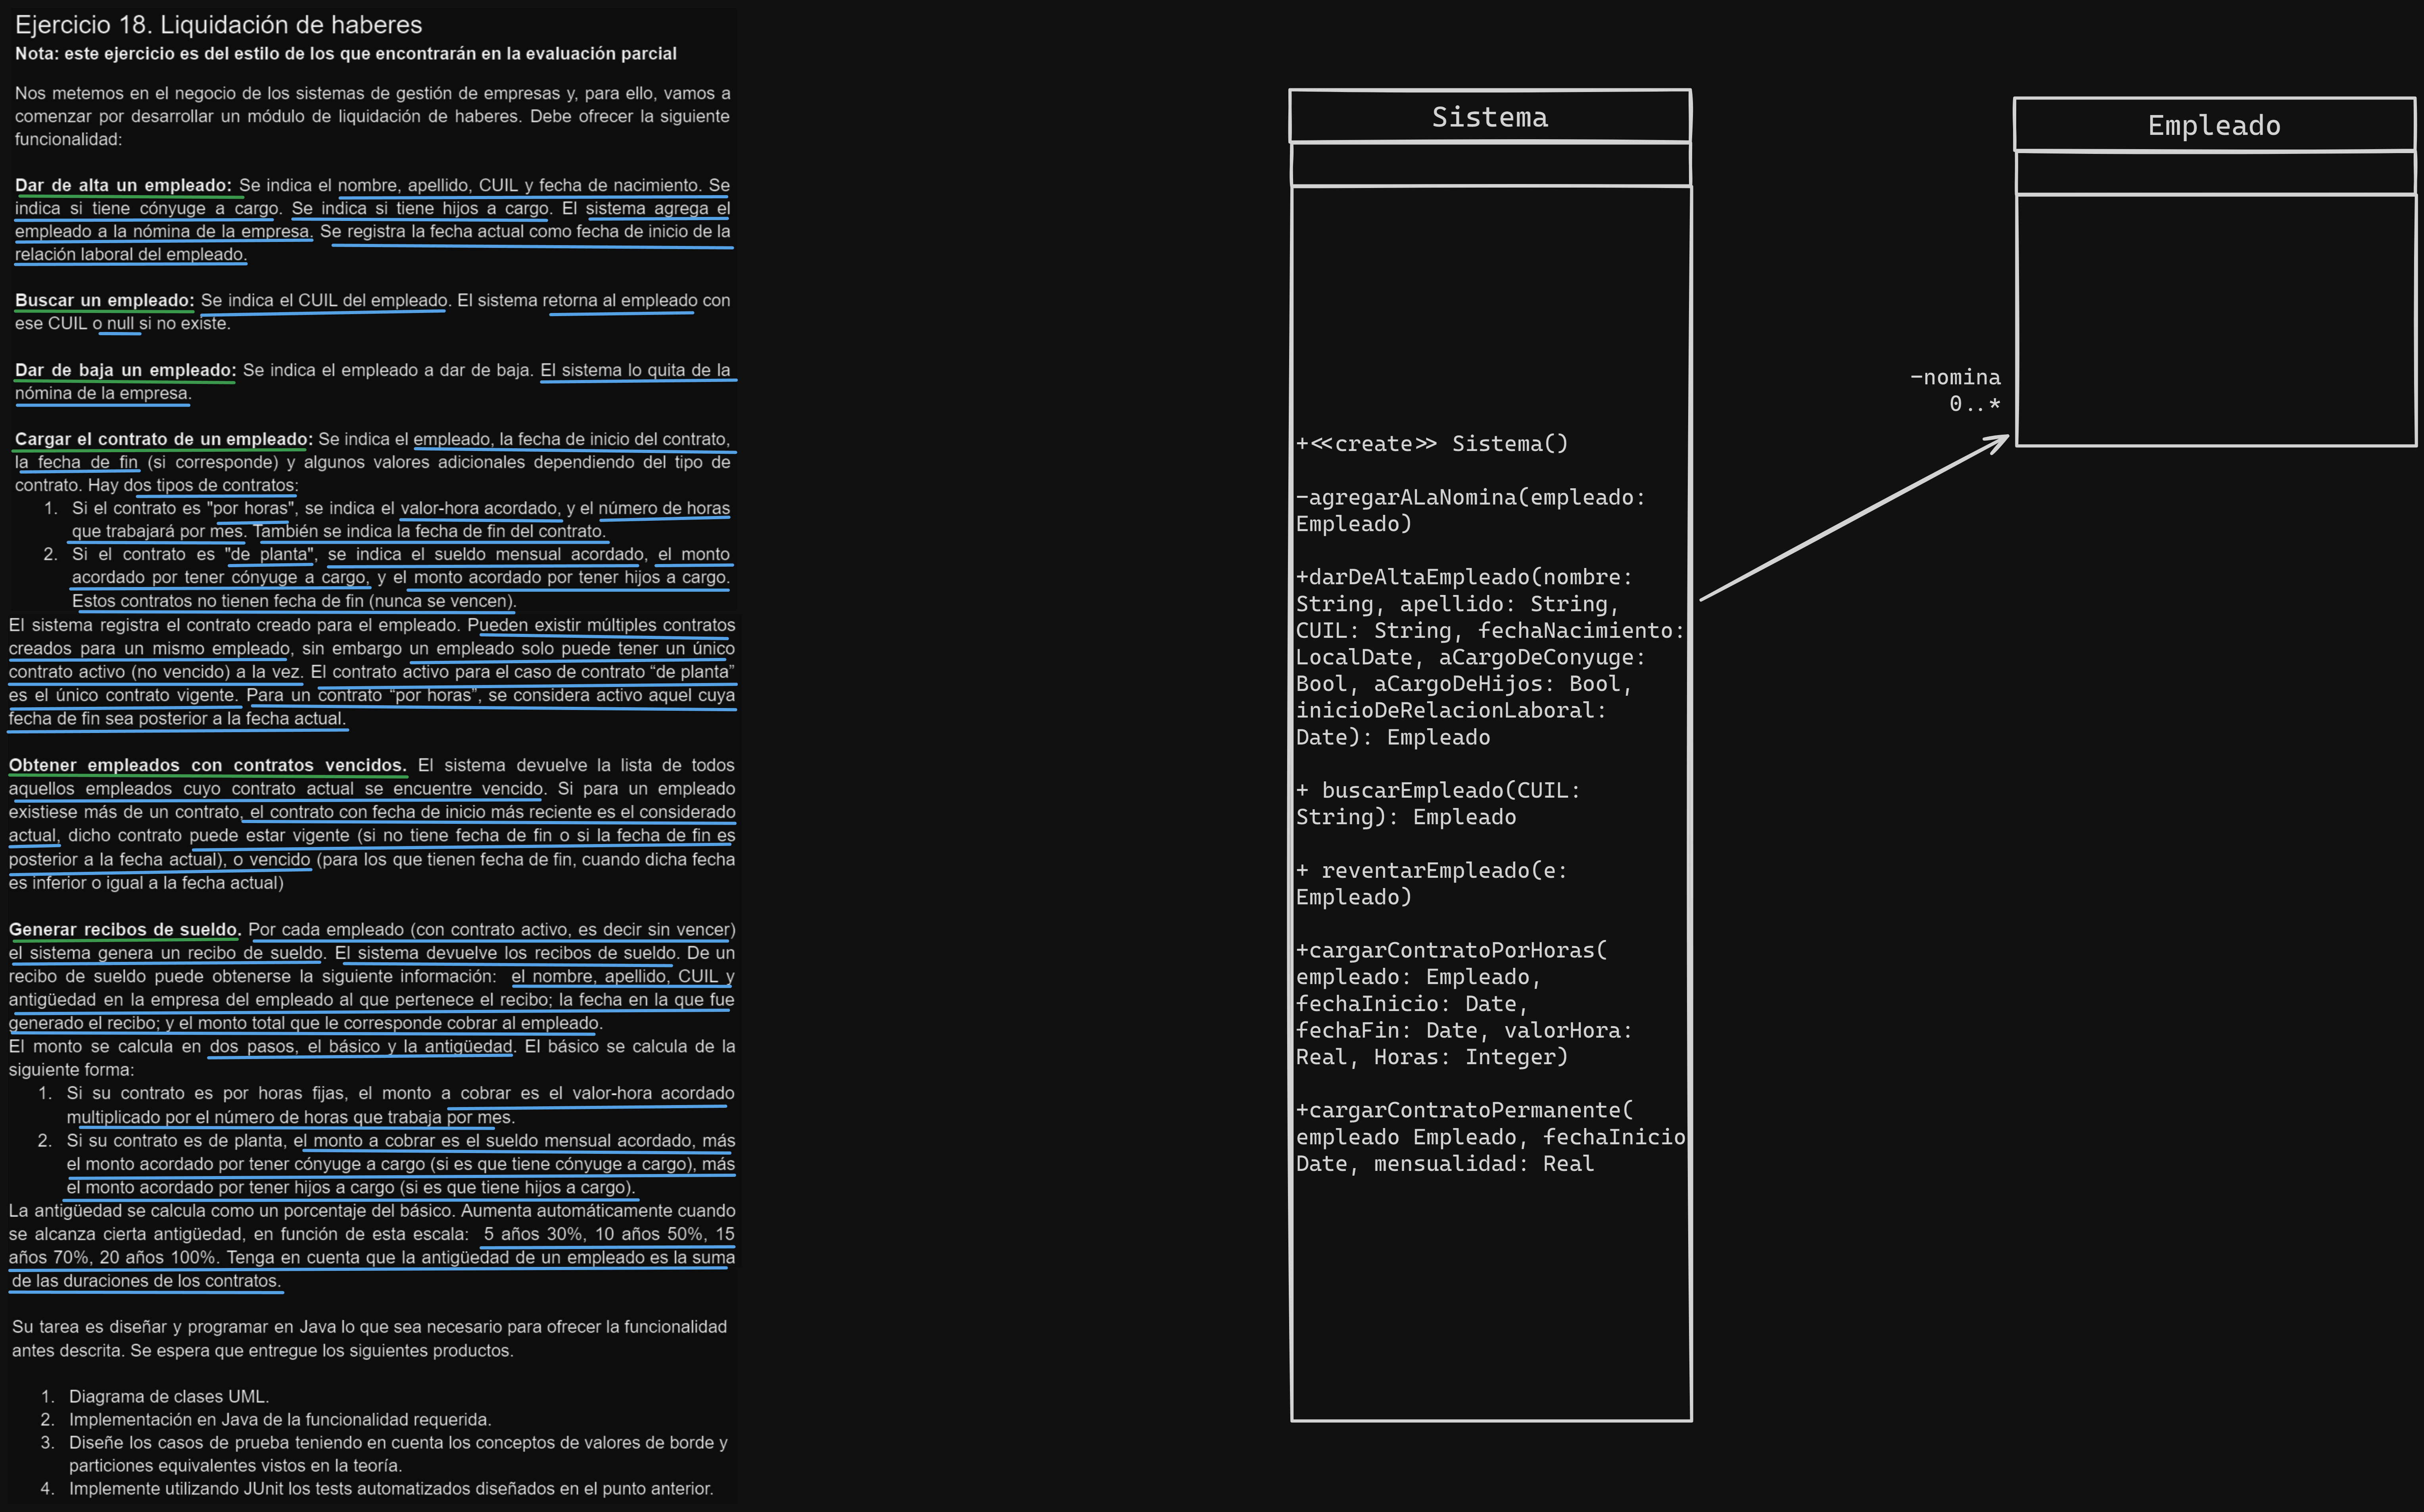 Ejercicio 18. Liquidación de haberes
Nota: este ejercicio es del estilo de los que encontrarán en la evaluación parcial
Nos metemos en el negocio de los sistemas de gestión de empresas y, para ello, vamos a
comenzar por desarrollar un módulo de liquidación de haberes. Debe ofrecer la siguiente
funcionalidad:
Dar de alta un empleado: Se indica el nombre, apellido, CUIL y fecha de nacimiento. Se
indica si tiene cónyuge a cargo. Se indica si tiene hijos a cargo. El sistema agrega el
empleado a la nómina de la empresa. Se registra la fecha actual como fecha de inicio de la
relación laboral del empleado.
Buscar un empleado: Se indica el CUIL del empleado. El sistema retorna al empleado con
ese CUIL o null si no existe.
Dar de baja un empleado: Se indica el empleado a dar de baja. El sistema lo quita de la
nómina de la empresa.
Cargar el contrato de un empleado: Se indica el empleado, la fecha de inicio del contrato,
la fecha de fin (si corresponde) y algunos valores adicionales dependiendo del tipo de
contrato. Hay dos tipos de contratos:
1. Si el contrato es "por horas", se indica el valor-hora acordado, y el número de horas
que trabajará por mes. También se indica la fecha de fin del contrato.
2. Si el contrato es "de planta", se indica el sueldo mensual acordado, el monto
acordado por tener cónyuge a cargo, y el monto acordado por tener hijos a cargo.
Estos contratos no tienen fecha de fin (nunca se vencen).
El sistema registra el contrato creado para el empleado. Pueden existir múltiples contratos
creados para un mismo empleado, sin embargo un empleado solo puede tener un único
contrato activo (no vencido) a la vez. El contrato activo para el caso de contrato “de planta”
es el único contrato vigente. Para un contrato “por horas”, se considera activo aquel cuya
fecha de fin sea posterior a la fecha actual.
Obtener empleados con contratos vencidos. El sistema devuelve la lista de todos
aquellos empleados cuyo contrato actual se encuentre vencido. Si para un empleado
existiese más de un contrato, el contrato con fecha de inicio más reciente es el considerado
actual, dicho contrato puede estar vigente (si no tiene fecha de fin o si la fecha de fin es
posterior a la fecha actual), o vencido (para los que tienen fecha de fin, cuando dicha fecha
es inferior o igual a la fecha actual)
Generar recibos de sueldo. Por cada empleado (con contrato activo, es decir sin vencer)
el sistema genera un recibo de sueldo. El sistema devuelve los recibos de sueldo. De un
recibo de sueldo puede obtenerse la siguiente información: el nombre, apellido, CUIL y
antigüedad en la empresa del empleado al que pertenece el recibo; la fecha en la que fue
generado el recibo; y el monto total que le corresponde cobrar al empleado.
El monto se calcula en dos pasos, el básico y la antigüedad. El básico se calcula de la
siguiente forma:
1. Si su contrato es por horas fijas, el monto a cobrar es el valor-hora acordado
multiplicado por el número de horas que trabaja por mes.
2. Si su contrato es de planta, el monto a cobrar es el sueldo mensual acordado, más
el monto acordado por tener cónyuge a cargo (si es que tiene cónyuge a cargo), más
el monto acordado por tener hijos a cargo (si es que tiene hijos a cargo).
La antigüedad se calcula como un porcentaje del básico. Aumenta automáticamente cuando
se alcanza cierta antigüedad, en función de esta escala: 5 años 30%, 10 años 50%, 15
años 70%, 20 años 100%. Tenga en cuenta que la antigüedad de un empleado es la suma
de las duraciones de los contratos.
Su tarea es diseñar y programar en Java lo que sea necesario para ofrecer la funcionalidad
antes descrita. Se espera que entregue los siguientes productos.
1. Diagrama de clases UML.
2. Implementación en Java de la funcionalidad requerida.
3. Diseñe los casos de prueba teniendo en cuenta los conceptos de valores de borde y
particiones equivalentes vistos en la teoría.
4. Implemente utilizando JUnit los tests automatizados diseñados en el punto anterior.
Sistema
+<<create>> Sistema()
-agregarALaNomina(empleado:
Empleado)
+darDeAltaEmpleado(nombre:
String, apellido: String,
CUIL: String, fechaNacimiento:
LocalDate, aCargoDeConyuge:
Bool, aCargoDeHijos: Bool,
inicioDeRelacionLaboral:
Date): Empleado
+ buscarEmpleado(CUIL:
String): Empleado
+ reventarEmpleado(e:
Empleado)
+cargarContratoPorHoras(
empleado: Empleado,
fechaInicio: Date,
fechaFin: Date, valorHora:
Real, Horas: Integer)
+cargarContratoPermanente(
empleado Empleado, fechaInicio
Date, mensualidad: Real
-nomina
0..*
Empleado